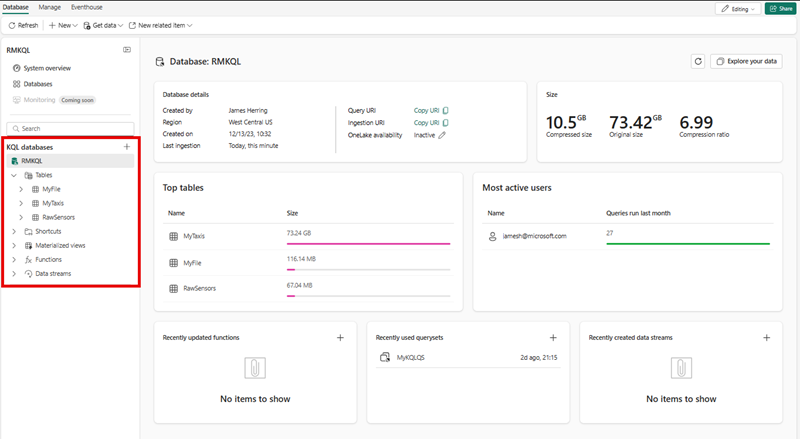 Database Manage Eventhouse
Editing Share
Refresh New Get data New related item
RMKQL
System overview
Databases
Monitoring Coming soon
Search
KQL databases
RMKQL
Tables
MyFile
MyTaxis
RawSensors
Shortcuts
Materialized views
Functions
Data streams
Database: RMKQL
Explore your data
Database details
Created by James Herring
Region West Central US
Created on 12/13/23, 10:32
Last ingestion Today, this minute
Query URI Copy URI
Ingestion URI Copy URI
OneLake availability Inactive
Size
10.5GB 73.42GB 6.99
Compressed size Original size Compression ratio
Top tables
Name Size
MyTaxis 73.24 GB
MyFile 116.14 MB
RawSensors 67.04 MB
Most active users
Name Queries run last month
jamesh@microsoft.com 27
Recently updated functions
No items to show
Recently used querysets
MyKQLQS 2d ago, 21:15
Recently created data streams
No items to show